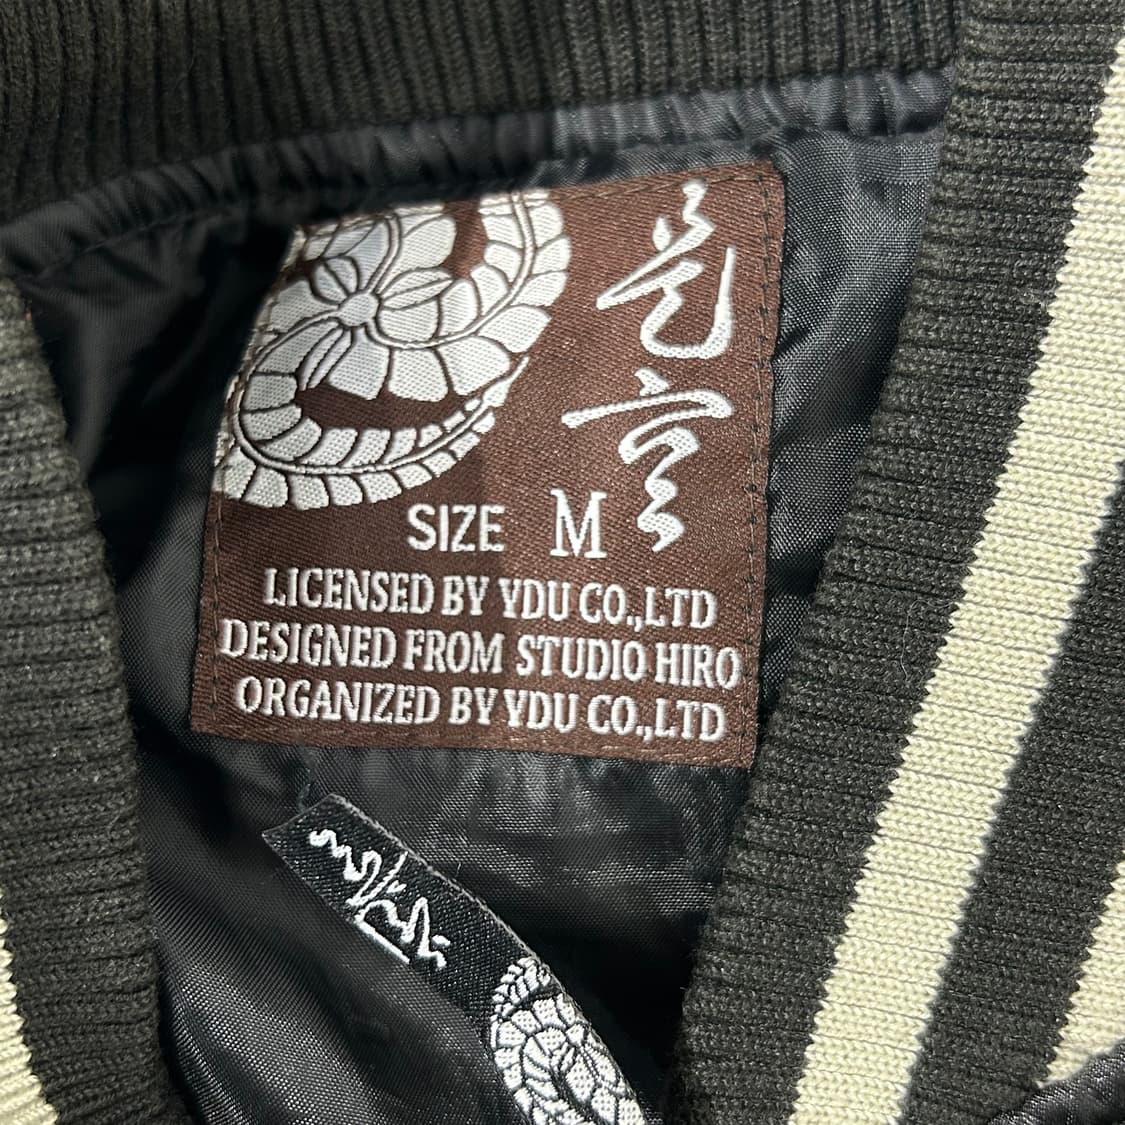 SIZE M
LICENSED BY YDU CO.,LTD
DESIGNED FROM STUDIO HIRO
ORGANIZED BY YDU CO.,LTD